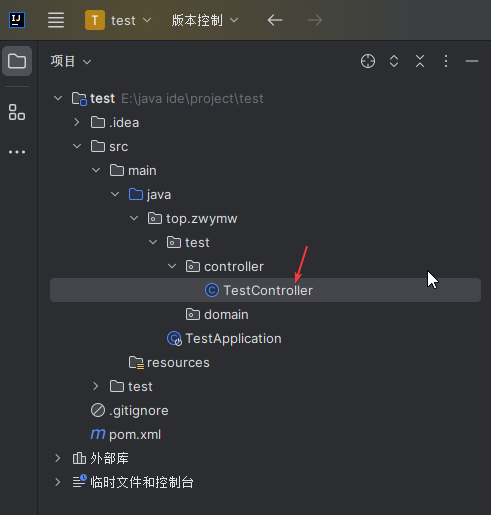 IJ T test 版本控制
项目
test E:\java ide\project\test
.idea
src
main
java
top.zwymw
test
controller
TestController
domain
TestApplication
resources
test
.gitignore
pom.xml
外部库
临时文件和控制台